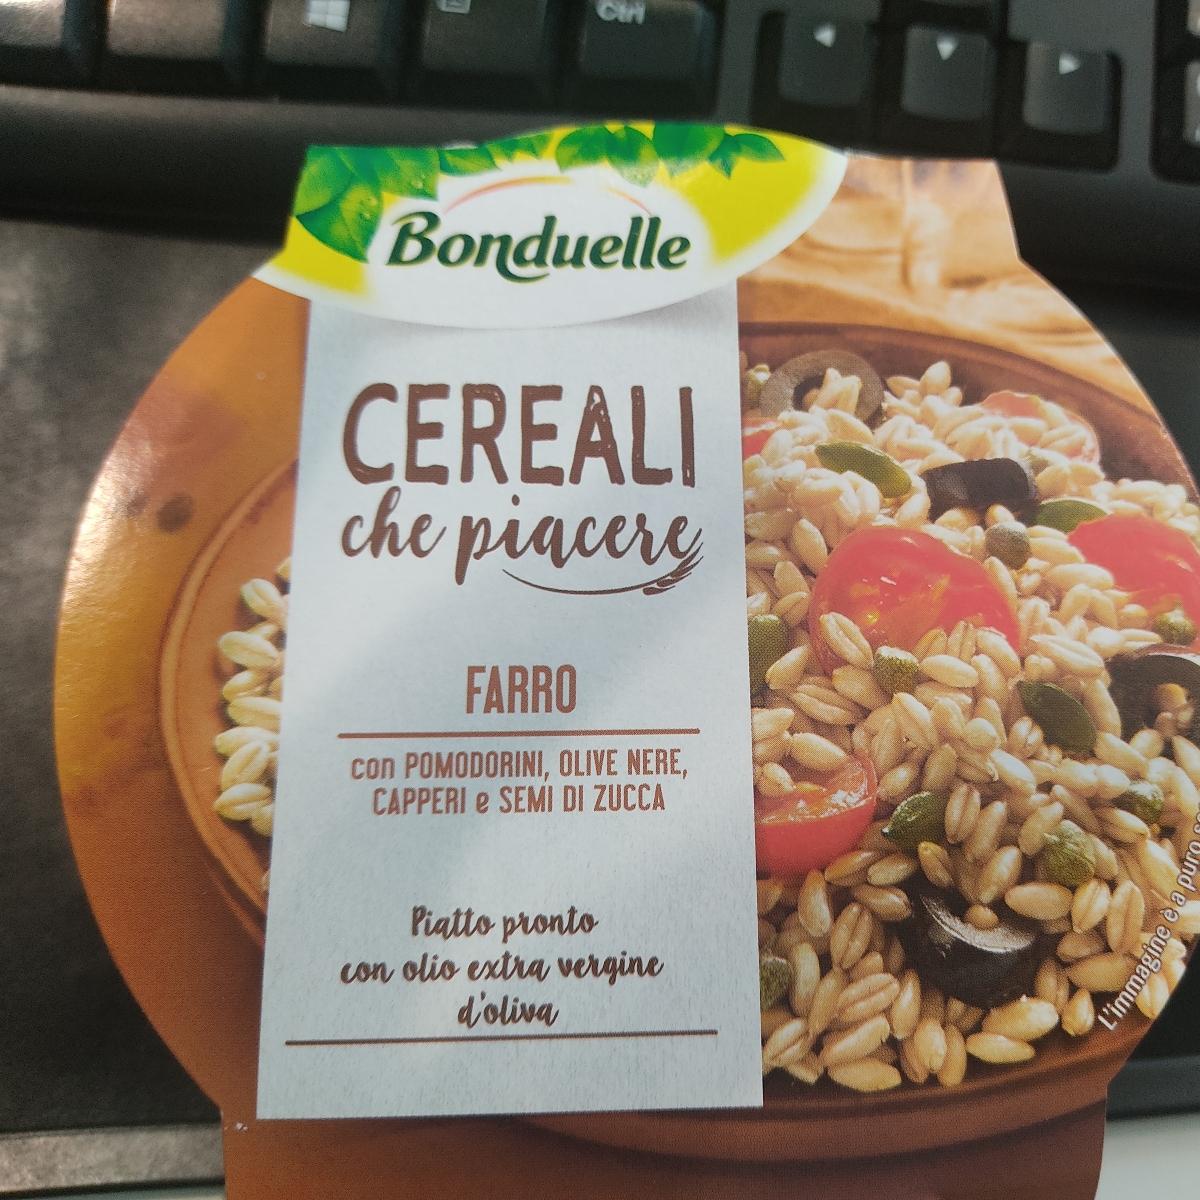 Ctrl
Bonduelle
CEREALI
che piacere
FARRO
con POMODORINI, OLIVE NERE,
CAPPERI e SEMI DI ZUCCA
Piatto pronto
con olio extra vergine
d'oliva
L'immagine è a puro